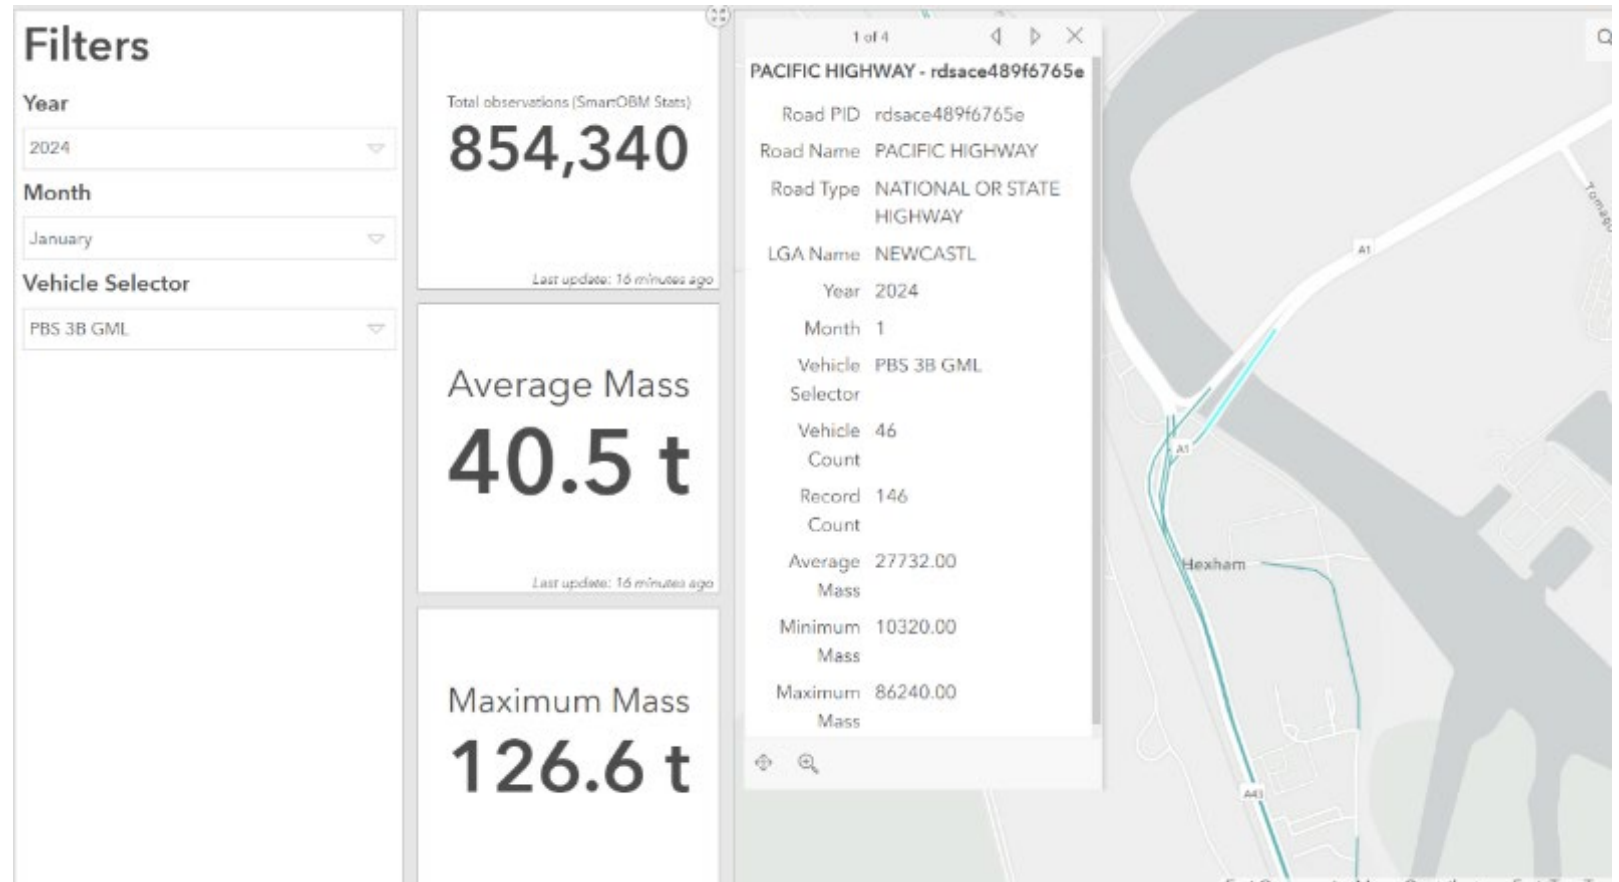 Filters
Year
2024
Month
January
Vehicle Selector
PBS 3B GML
Total observations (SmartOBM Stats)
854,340
Last update: 16 minutes ago
Average Mass
40.5 t
Last update: 16 minutes ago
Maximum Mass
126.6 t
1 of 4
PACIFIC HIGHWAY - rdsace489f6765e
Road PID rdsace489f6765e
Road Name PACIFIC HIGHWAY
Road Type NATIONAL OR STATE
HIGHWAY
LGA Name NEWCASTL
Year 2024
Month 1
Vehicle PBS 3B GML
Selector
Vehicle 46
Count
Record 146
Count
Average 27732.00
Mass
Minimum 10320.00
Mass
Maximum 86240.00
Mass
A1
A1
Hexham
A43